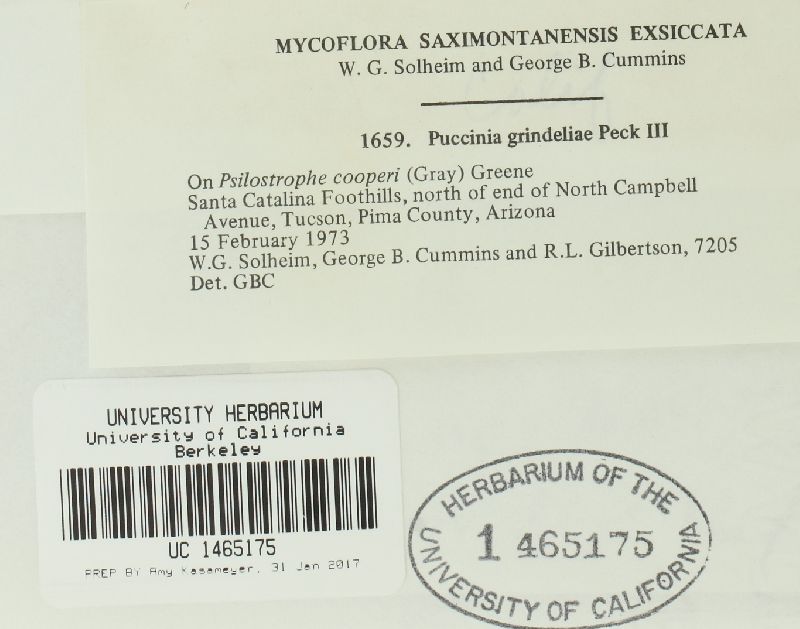 MYCOFLORA SAXIMONTANENSIS EXSICCATA
W. G. Solheim and George B. Cummins
1659. Puccinia grindeliae Peck III
On Psilostrophe cooperi (Gray) Greene
Santa Catalina Foothills, north of end of North Campbell
Avenue, Tucson, Pima County, Arizona
15 February 1973
W.G. Solheim, George B. Cummins and R.L. Gilbertson, 7205
Det. GBC
UNIVERSITY HERBARIUM
University of California
Berkeley
UC 1465175
PREP BY Amy Kasameyer, 31 Jan 2017
HERBARIUM OF THE
1 465175
UNIVERSITY OF CALIFORNIA